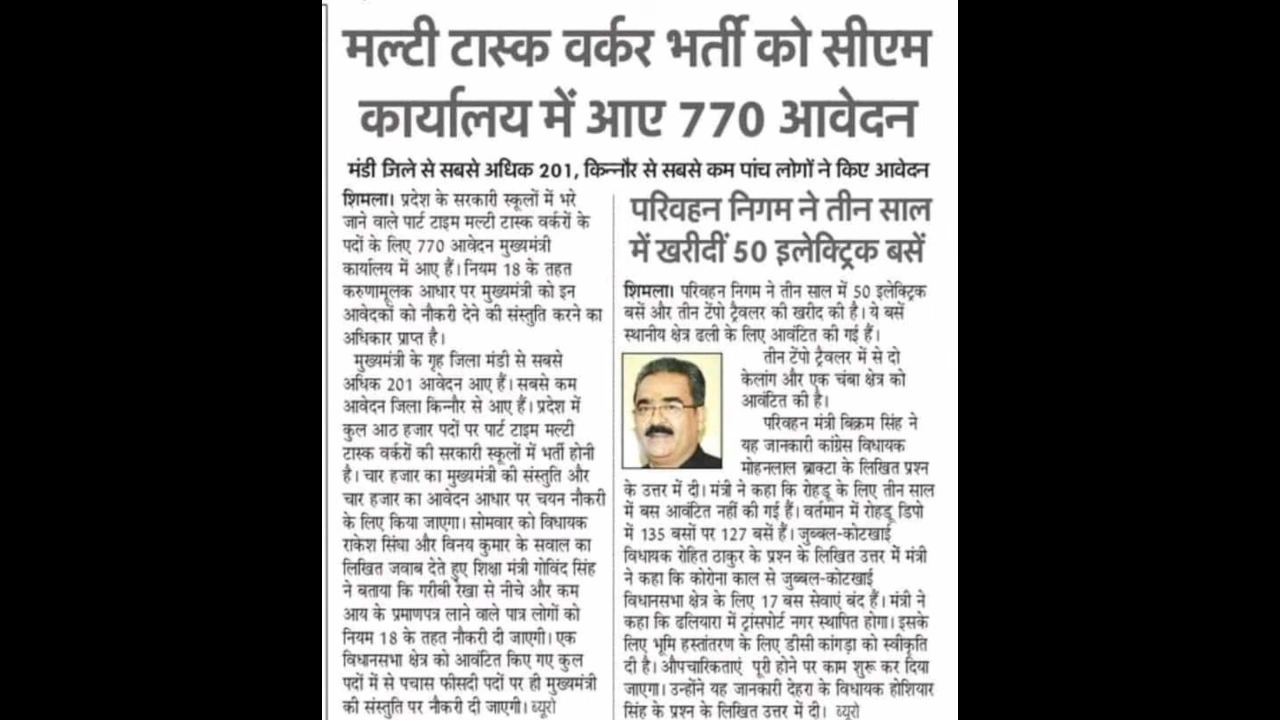 मल्टी टास्क वर्कर भर्ती को सीएम
कार्यालय में आए 770 आवेदन
मंडी जिले से सबसे अधिक 201, किन्नौर से सबसे कम पांच लोगों ने किए आवेदन
शिमला। प्रदेश के सरकारी स्कूलों में भरे
जाने वाले पार्ट टाइम मल्टी टास्क वर्करों के
पदों के लिए 770 आवेदन मुख्यमंत्री
कार्यालय में आए हैं। नियम 18 के तहत
करुणामूलक आधार पर मुख्यमंत्री को इन
आवेदकों को नौकरी देने की संस्तुति करने का
अधिकार प्राप्त है।
मुख्यमंत्री के गृह जिला मंडी से सबसे
अधिक 201 आवेदन आए हैं। सबसे कम
आवेदन जिला किन्नौर से आए हैं। प्रदेश में
कुल आठ हजार पदों पर पार्ट टाइम मल्टी
टास्क वर्करों की सरकारी स्कूलों में भर्ती होनी
है। चार हजार का मुख्यमंत्री की संस्तुति और
चार हजार का आवेदन आधार पर चयन नौकरी
के लिए किया जाएगा। सोमवार को विधायक
राकेश सिंघा और विनय कुमार के सवाल का
लिखित जवाब देते हुए शिक्षा मंत्री गोविंद सिंह
ने बताया कि गरीबी रेखा से नीचे और कम
आय के प्रमाणपत्र लाने वाले पात्र लोगों को
नियम 18 के तहत नौकरी दी जाएगी। एक
विधानसभा क्षेत्र को आवंटित किए गए कुल
पदों में से पचास फीसदी पदों पर ही मुख्यमंत्री
की संस्तुति पर नौकरी दी जाएगी। ब्यूरो
परिवहन निगम ने तीन साल
में खरीदीं 50 इलेक्ट्रिक बसें
शिमला। परिवहन निगम ने तीन साल में 50 इलेक्ट्रिक
बसें और तीन टेंपो ट्रैवलर की खरीद की है। ये बसें
स्थानीय क्षेत्र ढली के लिए आवंटित की गई हैं।
तीन टेंपो ट्रैवलर में से दो
केलांग और एक चंबा क्षेत्र को
आवंटित की है।
परिवहन मंत्री बिक्रम सिंह ने
यह जानकारी कांग्रेस विधायक
मोहनलाल ब्राक्टा के लिखित प्रश्न
के उत्तर में दी। मंत्री ने कहा कि रोहड़ू के लिए तीन साल
में बस आवंटित नहीं की गई हैं। वर्तमान में रोहड़ू डिपो
में 135 बसों पर 127 बसें हैं। जुब्बल-कोटखाई
विधायक रोहित ठाकुर के प्रश्न के लिखित उत्तर में मंत्री
ने कहा कि कोरोना काल से जुब्बल-कोटखाई
विधानसभा क्षेत्र के लिए 17 बस सेवाएं बंद हैं। मंत्री ने
कहा कि ढलियारा में ट्रांसपोर्ट नगर स्थापित होगा। इसके
लिए भूमि हस्तांतरण के लिए डीसी कांगड़ा को स्वीकृति
दी है। औपचारिकताएं पूरी होने पर काम शुरू कर दिया
जाएगा। उन्होंने यह जानकारी देहरा के विधायक होशियार
सिंह के प्रश्न के लिखित उत्तर में दी। ब्यूरो